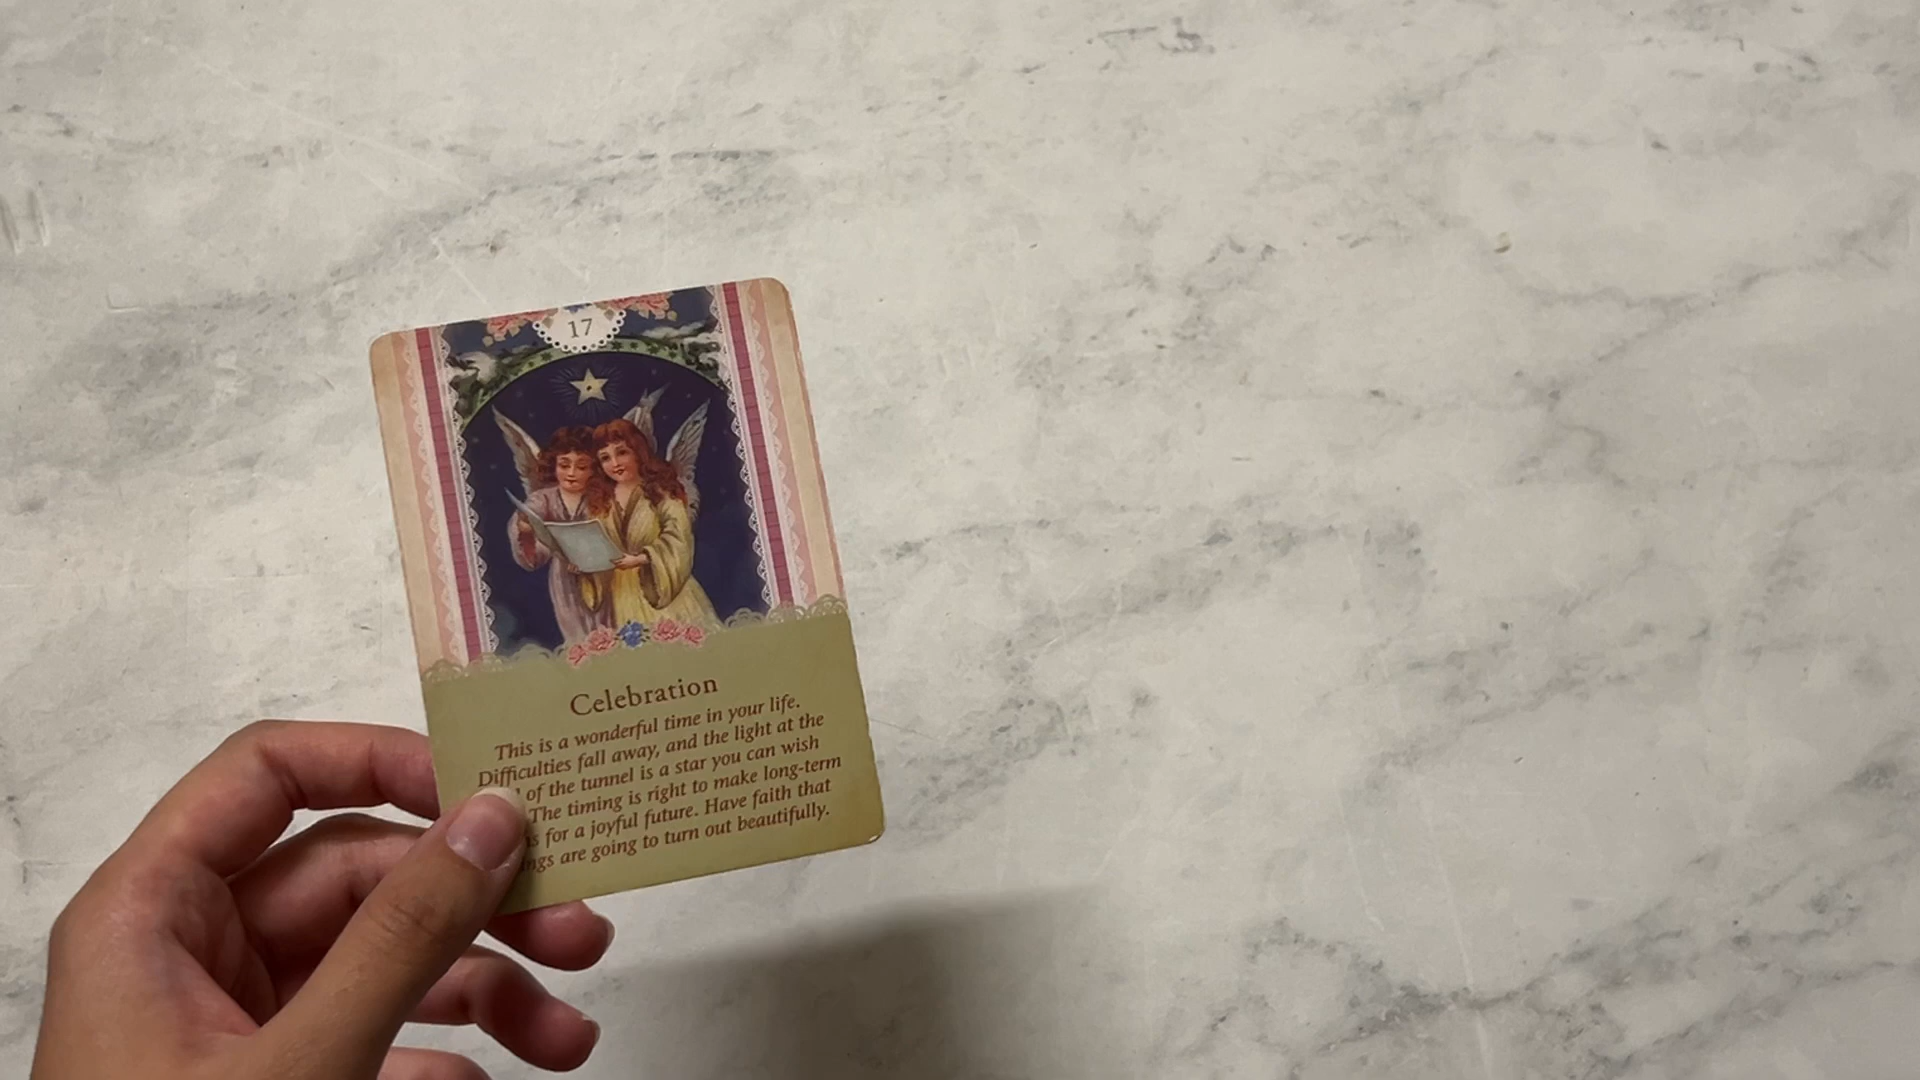 17
Celebration
This is a wonderful time in your life.
Difficulties fall away, and the light at the
of the tunnel is a star you can wish
The timing is right to make long-term
for a joyful future. Have faith that
are going to turn out beautifully.